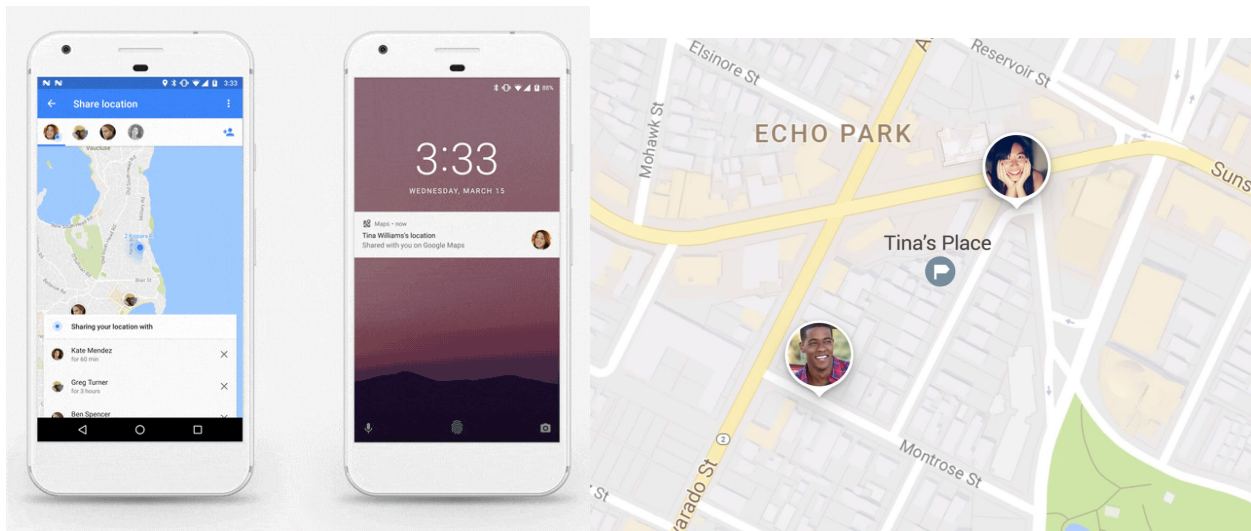 3:33
Share location
Vaucluse
Sharing your location with
Kate Mendez
for 60 min
Greg Turner
for 3 hours
Ben Spencer
88%
3:33
WEDNESDAY, MARCH 15
Maps • now
Tina Williams's location
Shared with you on Google Maps
Elsinore St
Reservoir St
Mohawk St
ECHO PARK
Suns
Tina's Place
2
Montrose St
varado St
St